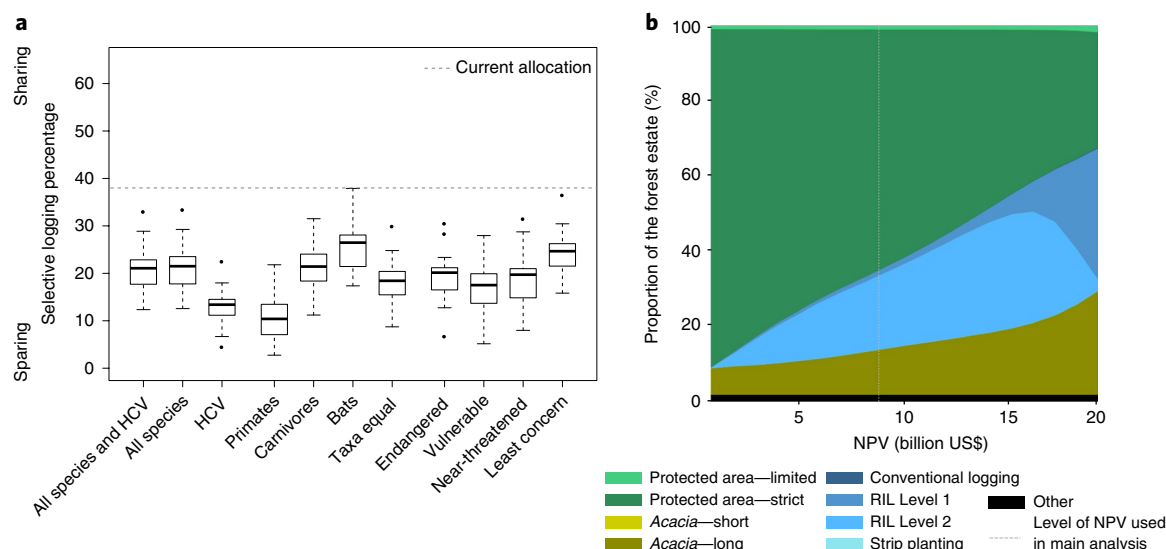 a
Sharing
Sparing
Selective logging percentage
60
50
40
30
20
10
0
Current allocation
All species and HCV
All species
HCV
Primates
Carnivores
Bats
Taxa equal
Endangered
Vulnerable
Near-threatened
Least concern
b
Proportion of the forest estate (%)
100
80
60
40
20
0
5
10
15
20
NPV (billion US$)
Protected area—limited
Protected area—strict
Acacia—short
Acacia—long
Conventional logging
RIL Level 1
RIL Level 2
Strip planting
Other
Level of NPV used
in main analysis